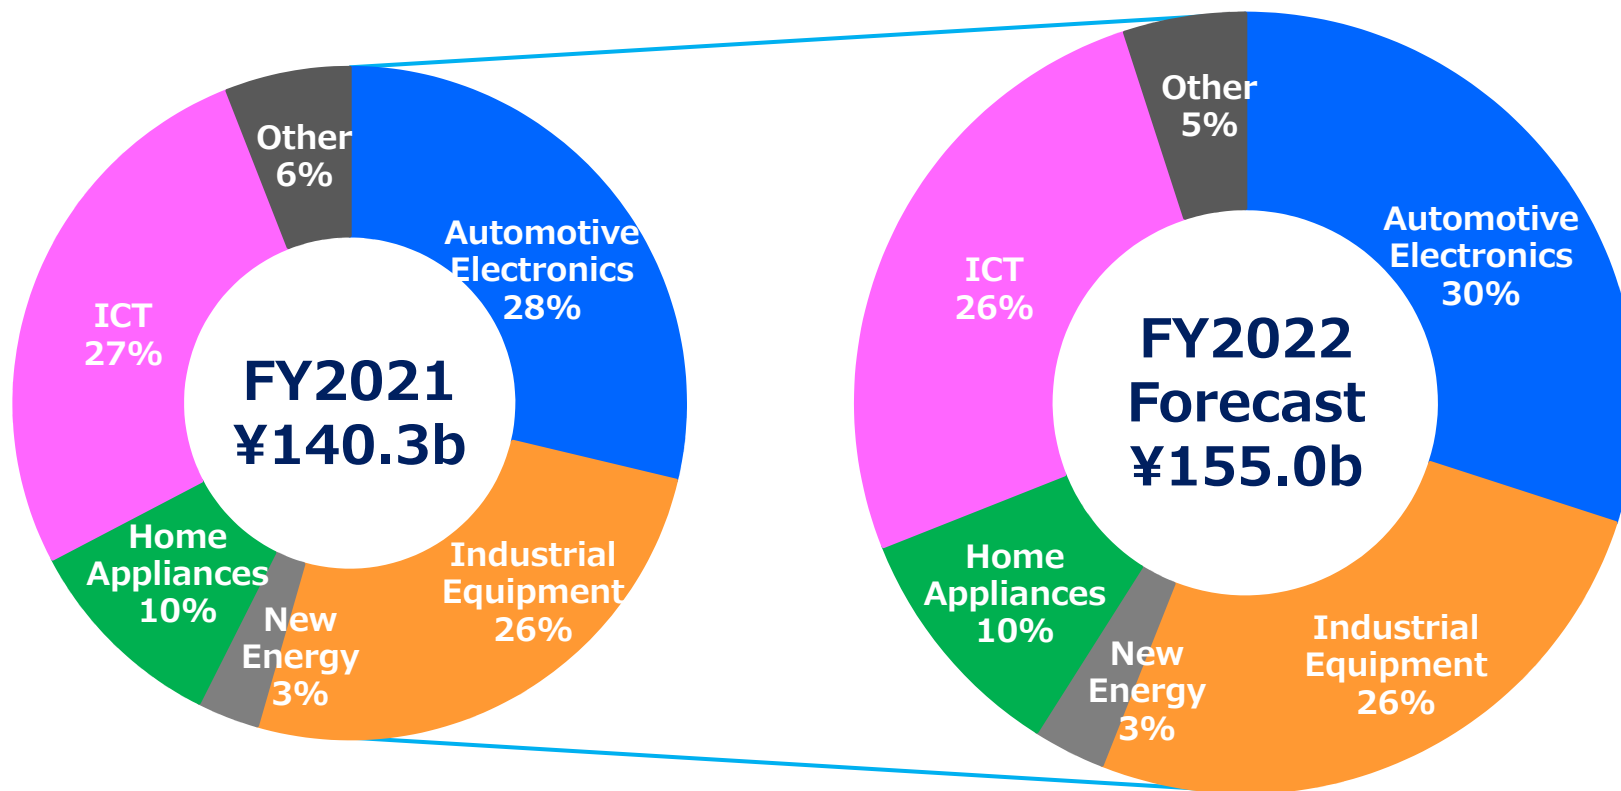 Other
6%
Automotive
Electronics
28%
ICT
27%
FY2021
¥140.3b
Home
Appliances
10%
New
Energy
3%
Industrial
Equipment
26%
Other
5%
Automotive
Electronics
30%
ICT
26%
FY2022
Forecast
¥155.0b
Home
Appliances
10%
New
Energy
3%
Industrial
Equipment
26%